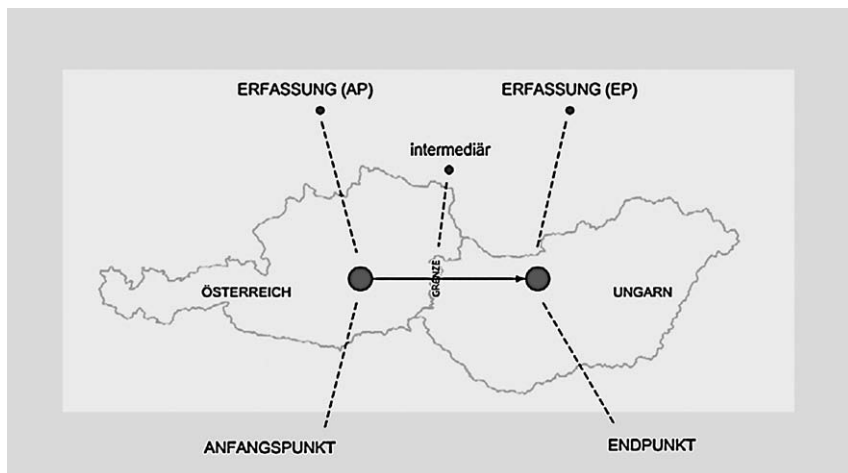 ERFASSUNG (AP)
ERFASSUNG (EP)
intermediär
GRENZE
ÖSTERREICH
UNGARN
ANFANGSPUNKT
ENDPUNKT